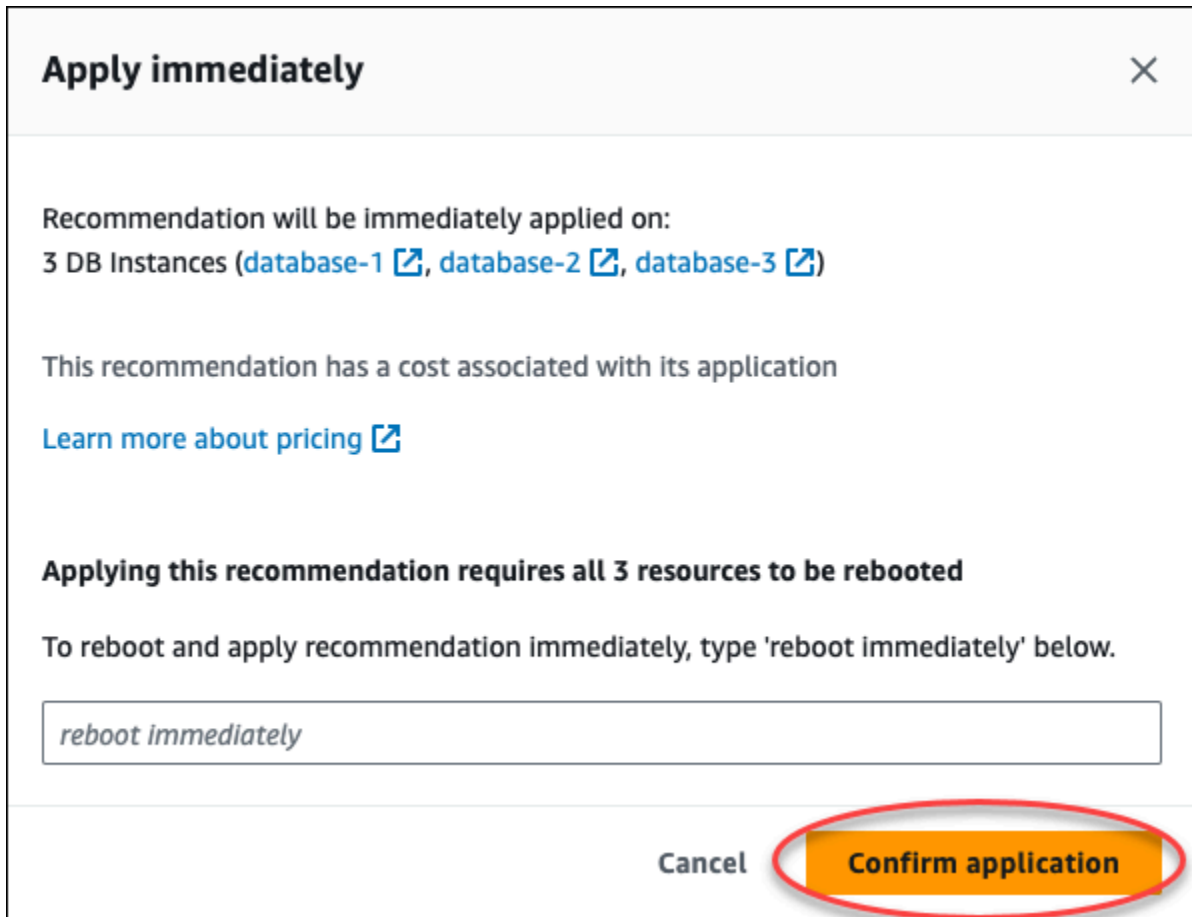 Apply immediately
Recommendation will be immediately applied on:
3 DB Instances (database-1, database-2, database-3)
This recommendation has a cost associated with its application
Learn more about pricing
Applying this recommendation requires all 3 resources to be rebooted
To reboot and apply recommendation immediately, type 'reboot immediately' below.
reboot immediately
Cancel Confirm application